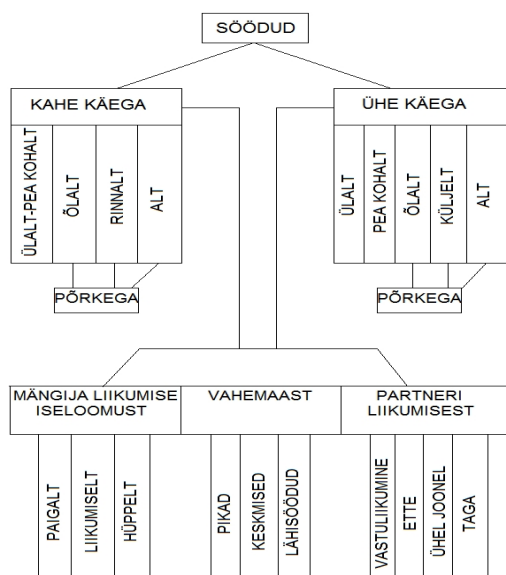 SÖÖDUD
KAHE KÄEGA
ÜLALT-PEA KOHALT
ÕLALT
RINNALT
ALT
PÕRKEGA
ÜHE KÄEGA
ÜLALT
PEA KOHALT
ÕLALT
KÜLJELT
ALT
PÕRKEGA
MÄNGIJA LIIKUMISE
ISELOOMUST
PAIGALT
LIIKUMISELT
HÜPPELT
VAHEMAAST
PIKAD
KESKMISED
LÄHISÖÖDUD
PARTNERI
LIIKUMISEST
VASTULIIKUMINE
ETTE
ÜHEL JOONEL
TAGA